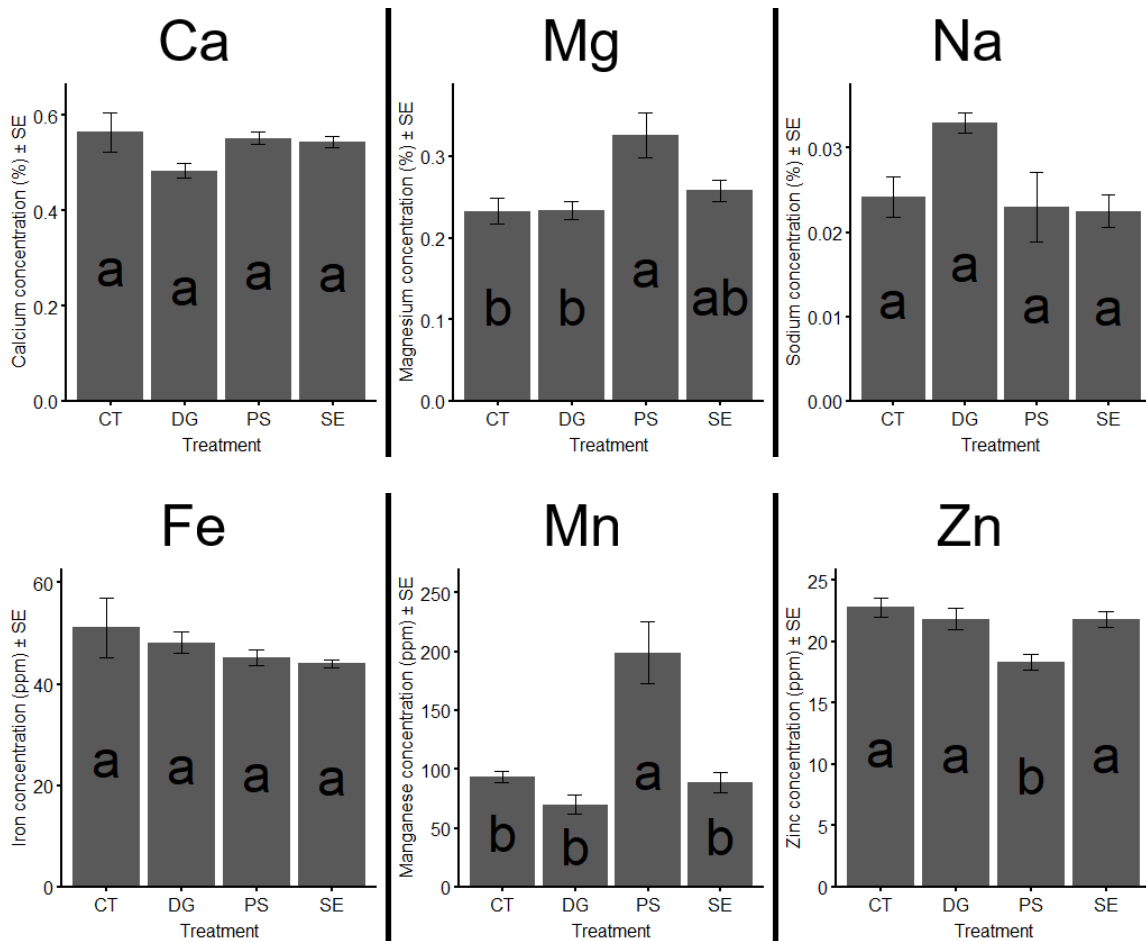 Ca
Calcium concentration (%) ± SE
0.6
0.4
0.2
0.0
a
a
a
a
CT DG PS SE
Treatment
Mg
Magnesium concentration (%) ± SE
0.3
0.2
0.1
0.0
b
b
a
ab
CT DG PS SE
Treatment
Na
Sodium concentration (%) ± SE
0.03
0.02
0.01
0.00
a
a
a
a
CT DG PS SE
Treatment
Fe
Iron concentration (ppm) ± SE
60
40
20
0
a
a
a
a
CT DG PS SE
Treatment
Mn
Manganese concentration (ppm) ± SE
250
200
150
100
50
0
b
b
a
b
CT DG PS SE
Treatment
Zn
Zinc concentration (ppm) ± SE
25
20
15
10
5
0
a
a
b
a
CT DG PS SE
Treatment